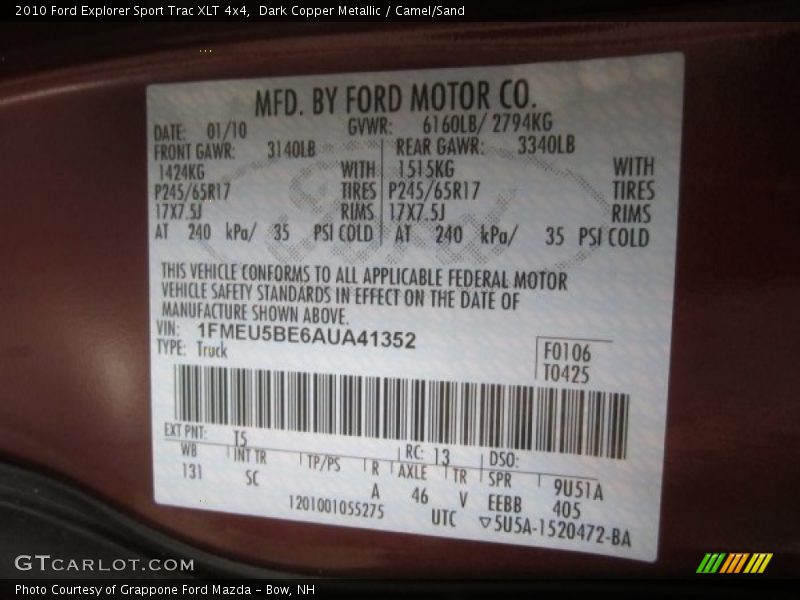 2010 Ford Explorer Sport Trac XLT 4x4,  Dark Copper Metallic / Camel/Sand
MFD. BY FORD MOTOR CO.
DATE: 01/10 GVWR: 6160LB/ 2794KG
FRONT GAWR: 3140LB REAR GAWR: 3340LB
1424KG WITH 1515KG WITH
P245/65R17 TIRES P245/65R17 TIRES
17X7.5J RIMS 17X7.5J RIMS
AT 240 kPa/ 35 PSI COLD AT 240 kPa/ 35 PSI COLD
THIS VEHICLE CONFORMS TO ALL APPLICABLE FEDERAL MOTOR
VEHICLE SAFETY STANDARDS IN EFFECT ON THE DATE OF
MANUFACTURE SHOWN ABOVE.
VIN: 1FMEU5BE6AUA41352
TYPE: Truck
F0106
T0425
EXT PNT: T5 RC: 13 DSO:
WB INT TR TP/PS R AXLE TR SPR 9U51A
131 SC A 46 V EEBB 405
1201001055275 UTC ▽5U5A-1520472-BA
GTCARLOT.COM
Photo Courtesy of Grappone Ford Mazda - Bow, NH